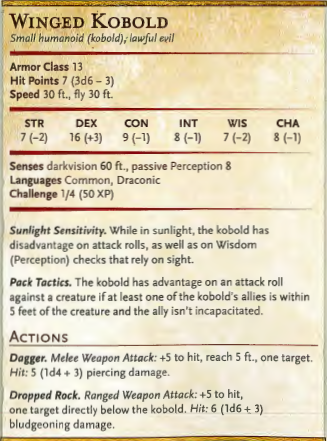 WINGED KOBOLD
Small humanoid (kobold), lawful evil
Armor Class 13
Hit Points 7 (3d6 – 3)
Speed 30 ft., fly 30 ft.
STR DEX CON INT WIS CHA
7 (–2) 16 (+3) 9 (–1) 8 (–1) 7 (–2) 8 (–1)
Senses darkvision 60 ft., passive Perception 8
Languages Common, Draconic
Challenge 1/4 (50 XP)
Sunlight Sensitivity. While in sunlight, the kobold has
disadvantage on attack rolls, as well as on Wisdom
(Perception) checks that rely on sight.
Pack Tactics. The kobold has advantage on an attack roll
against a creature if at least one of the kobold's allies is within
5 feet of the creature and the ally isn't incapacitated.
ACTIONS
Dagger. Melee Weapon Attack: +5 to hit, reach 5 ft., one target.
Hit: 5 (1d4 + 3) piercing damage.
Dropped Rock. Ranged Weapon Attack: +5 to hit,
one target directly below the kobold. Hit: 6 (1d6 + 3)
bludgeoning damage.